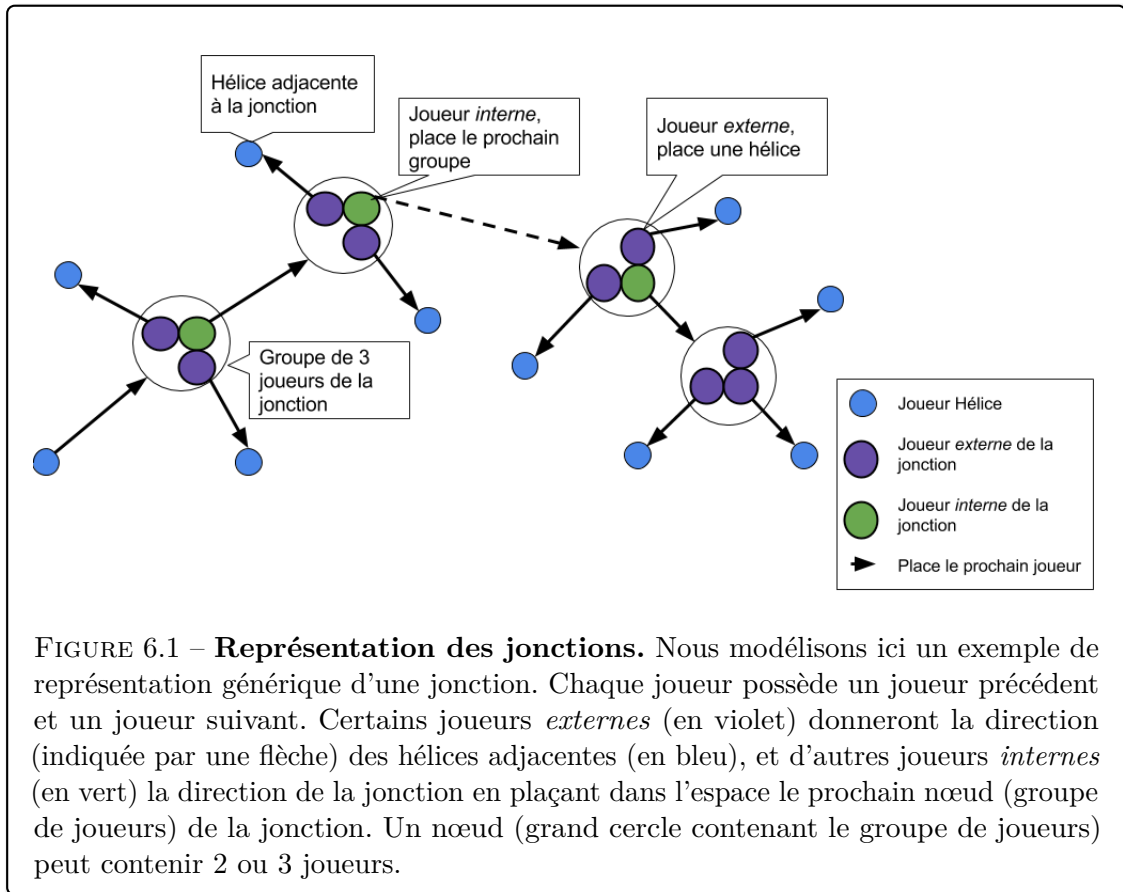 Hélice adjacente
à la jonction
Joueur interne,
place le prochain
groupe
Joueur externe,
place une hélice
Groupe de 3
joueurs de la
jonction
Joueur Hélice
Joueur externe de la
jonction
Joueur interne de la
jonction
Place le prochain joueur
FIGURE 6.1 – Représentation des jonctions. Nous modélisons ici un exemple de
représentation générique d'une jonction. Chaque joueur possède un joueur précédent
et un joueur suivant. Certains joueurs externes (en violet) donneront la direction
(indiquée par une flèche) des hélices adjacentes (en bleu), et d'autres joueurs internes
(en vert) la direction de la jonction en plaçant dans l'espace le prochain nœud (groupe
de joueurs) de la jonction. Un nœud (grand cercle contenant le groupe de joueurs)
peut contenir 2 ou 3 joueurs.